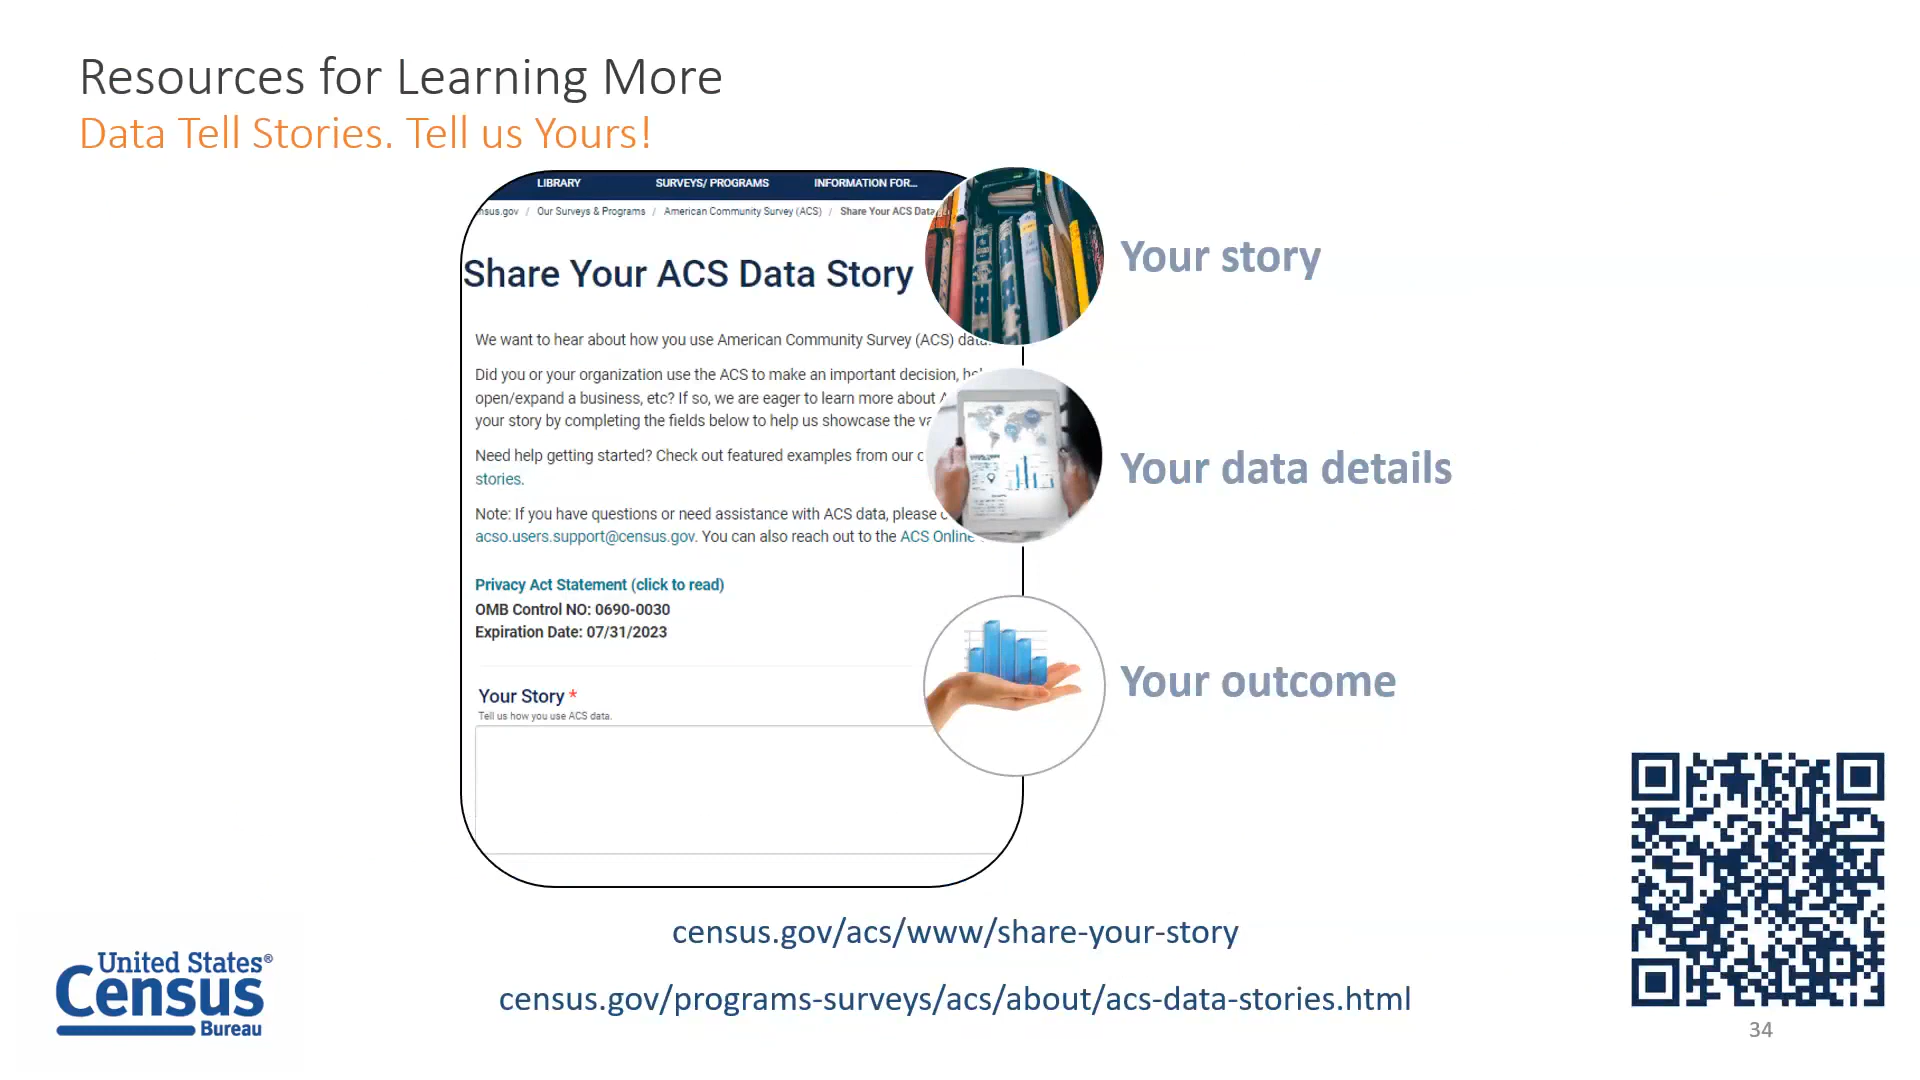 Resources for Learning More
Data Tell Stories. Tell us Yours!
LIBRARY SURVEYS/ PROGRAMS INFORMATION FOR...
nsus.gov / Our Surveys & Programs / American Community Survey (ACS) / Share Your ACS Data
Share Your ACS Data Story
Your story
We want to hear about how you use American Community Survey (ACS) data.
Did you or your organization use the ACS to make an important decision,
open/expand a business, etc? If so, we are eager to learn more about
your story by completing the fields below to help us showcase the
Your data details
Need help getting started? Check out featured examples from our
stories.
Note: If you have questions or need assistance with ACS data, please
acso.users.support@census.gov. You can also reach out to the ACS Online
Privacy Act Statement (click to read)
OMB Control NO: 0690-0030
Expiration Date: 07/31/2023
Your outcome
Your Story *
Tell us how you use ACS data.
census.gov/acs/www/share-your-story
census.gov/programs-surveys/acs/about/acs-data-stories.html
United States®
Census
Bureau
34